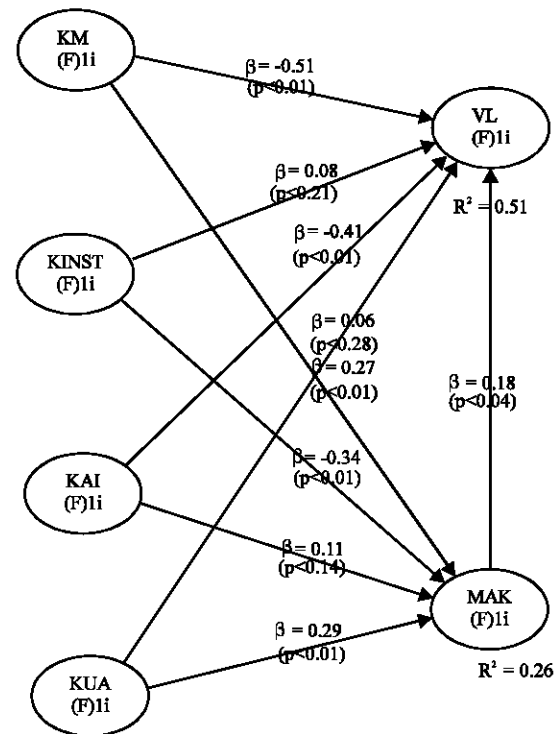 KM
(F)1i
β = -0.51
(p<0.01)
VL
(F)1i
β = 0.08
(p<0.21)
R² = 0.51
β = -0.41
(p<0.01)
KINST
(F)1i
β = 0.06
(p<0.28)
β = 0.27
(p<0.01)
β = 0.18
(p<0.04)
β = -0.34
(p<0.01)
KAI
(F)1i
β = 0.11
(p<0.14)
MAK
(F)1i
β = 0.29
(p<0.01)
R² = 0.26
KUA
(F)1i